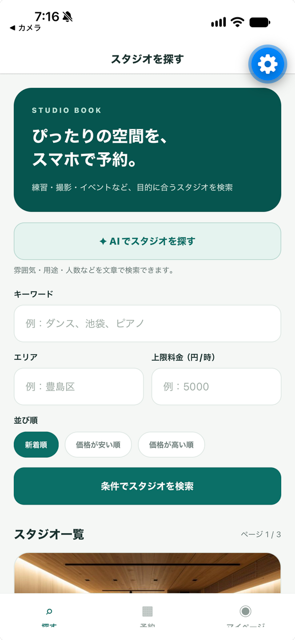 7:16
◀ カメラ
スタジオを探す
STUDIO BOOK
ぴったりの空間を、
スマホで予約。
練習・撮影・イベントなど、目的に合うスタジオを検索
✦ AIでスタジオを探す
雰囲気・用途・人数などを文章で検索できます。
キーワード
例：ダンス、池袋、ピアノ
エリア
上限料金（円/時）
例：豊島区
例：5000
並び順
新着順
価格が安い順
価格が高い順
条件でスタジオを検索
スタジオ一覧
ページ 1 / 3
探す
予約
マイページ